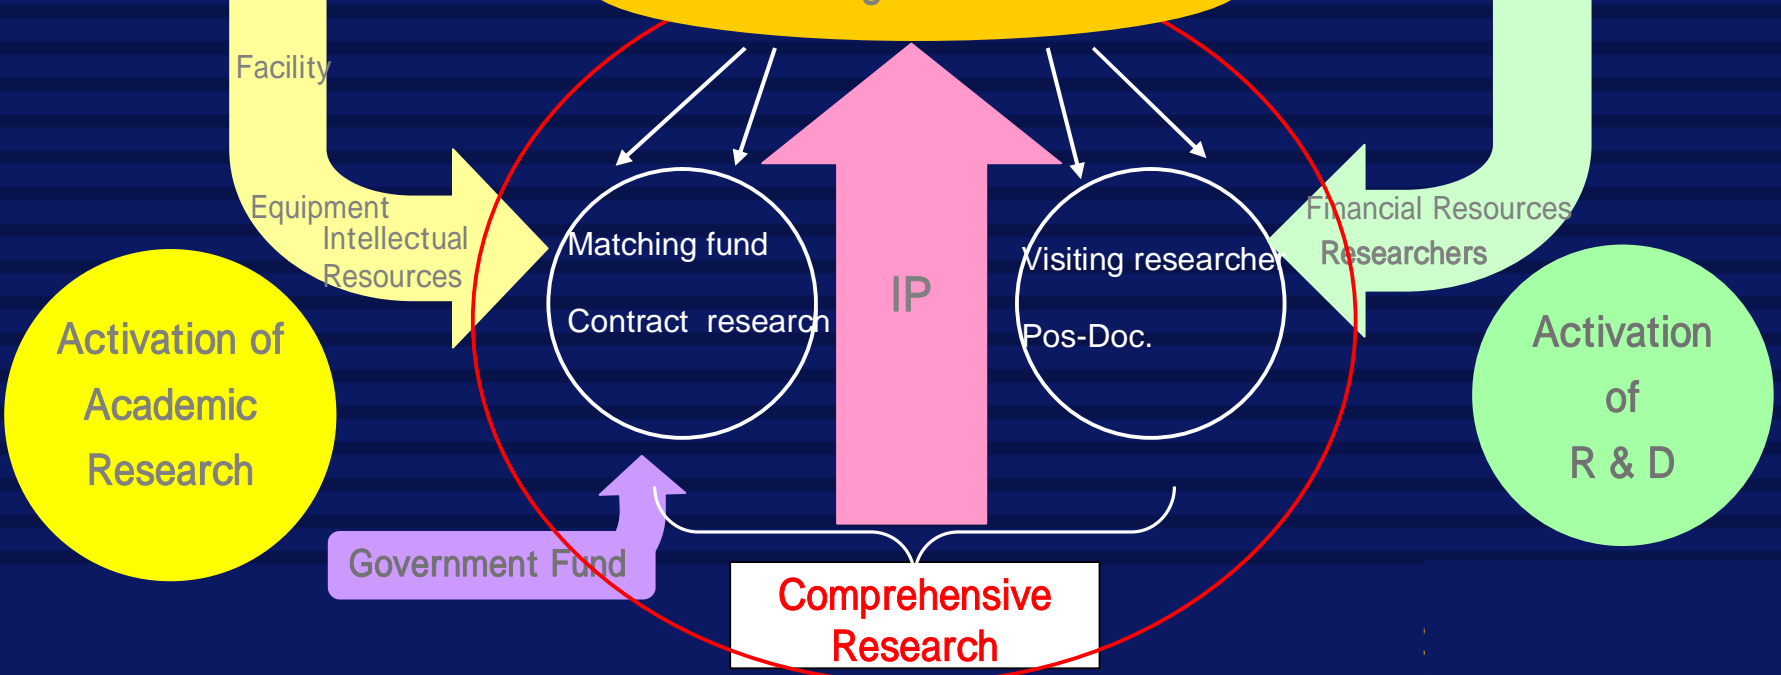 Facility
Equipment
Intellectual
Resources
Matching fund
Contract research
IP
Visiting researcher
Pos-Doc.
Financial Resources
Researchers
Activation of
Academic
Research
Activation
of
R & D
Government Fund
Comprehensive
Research